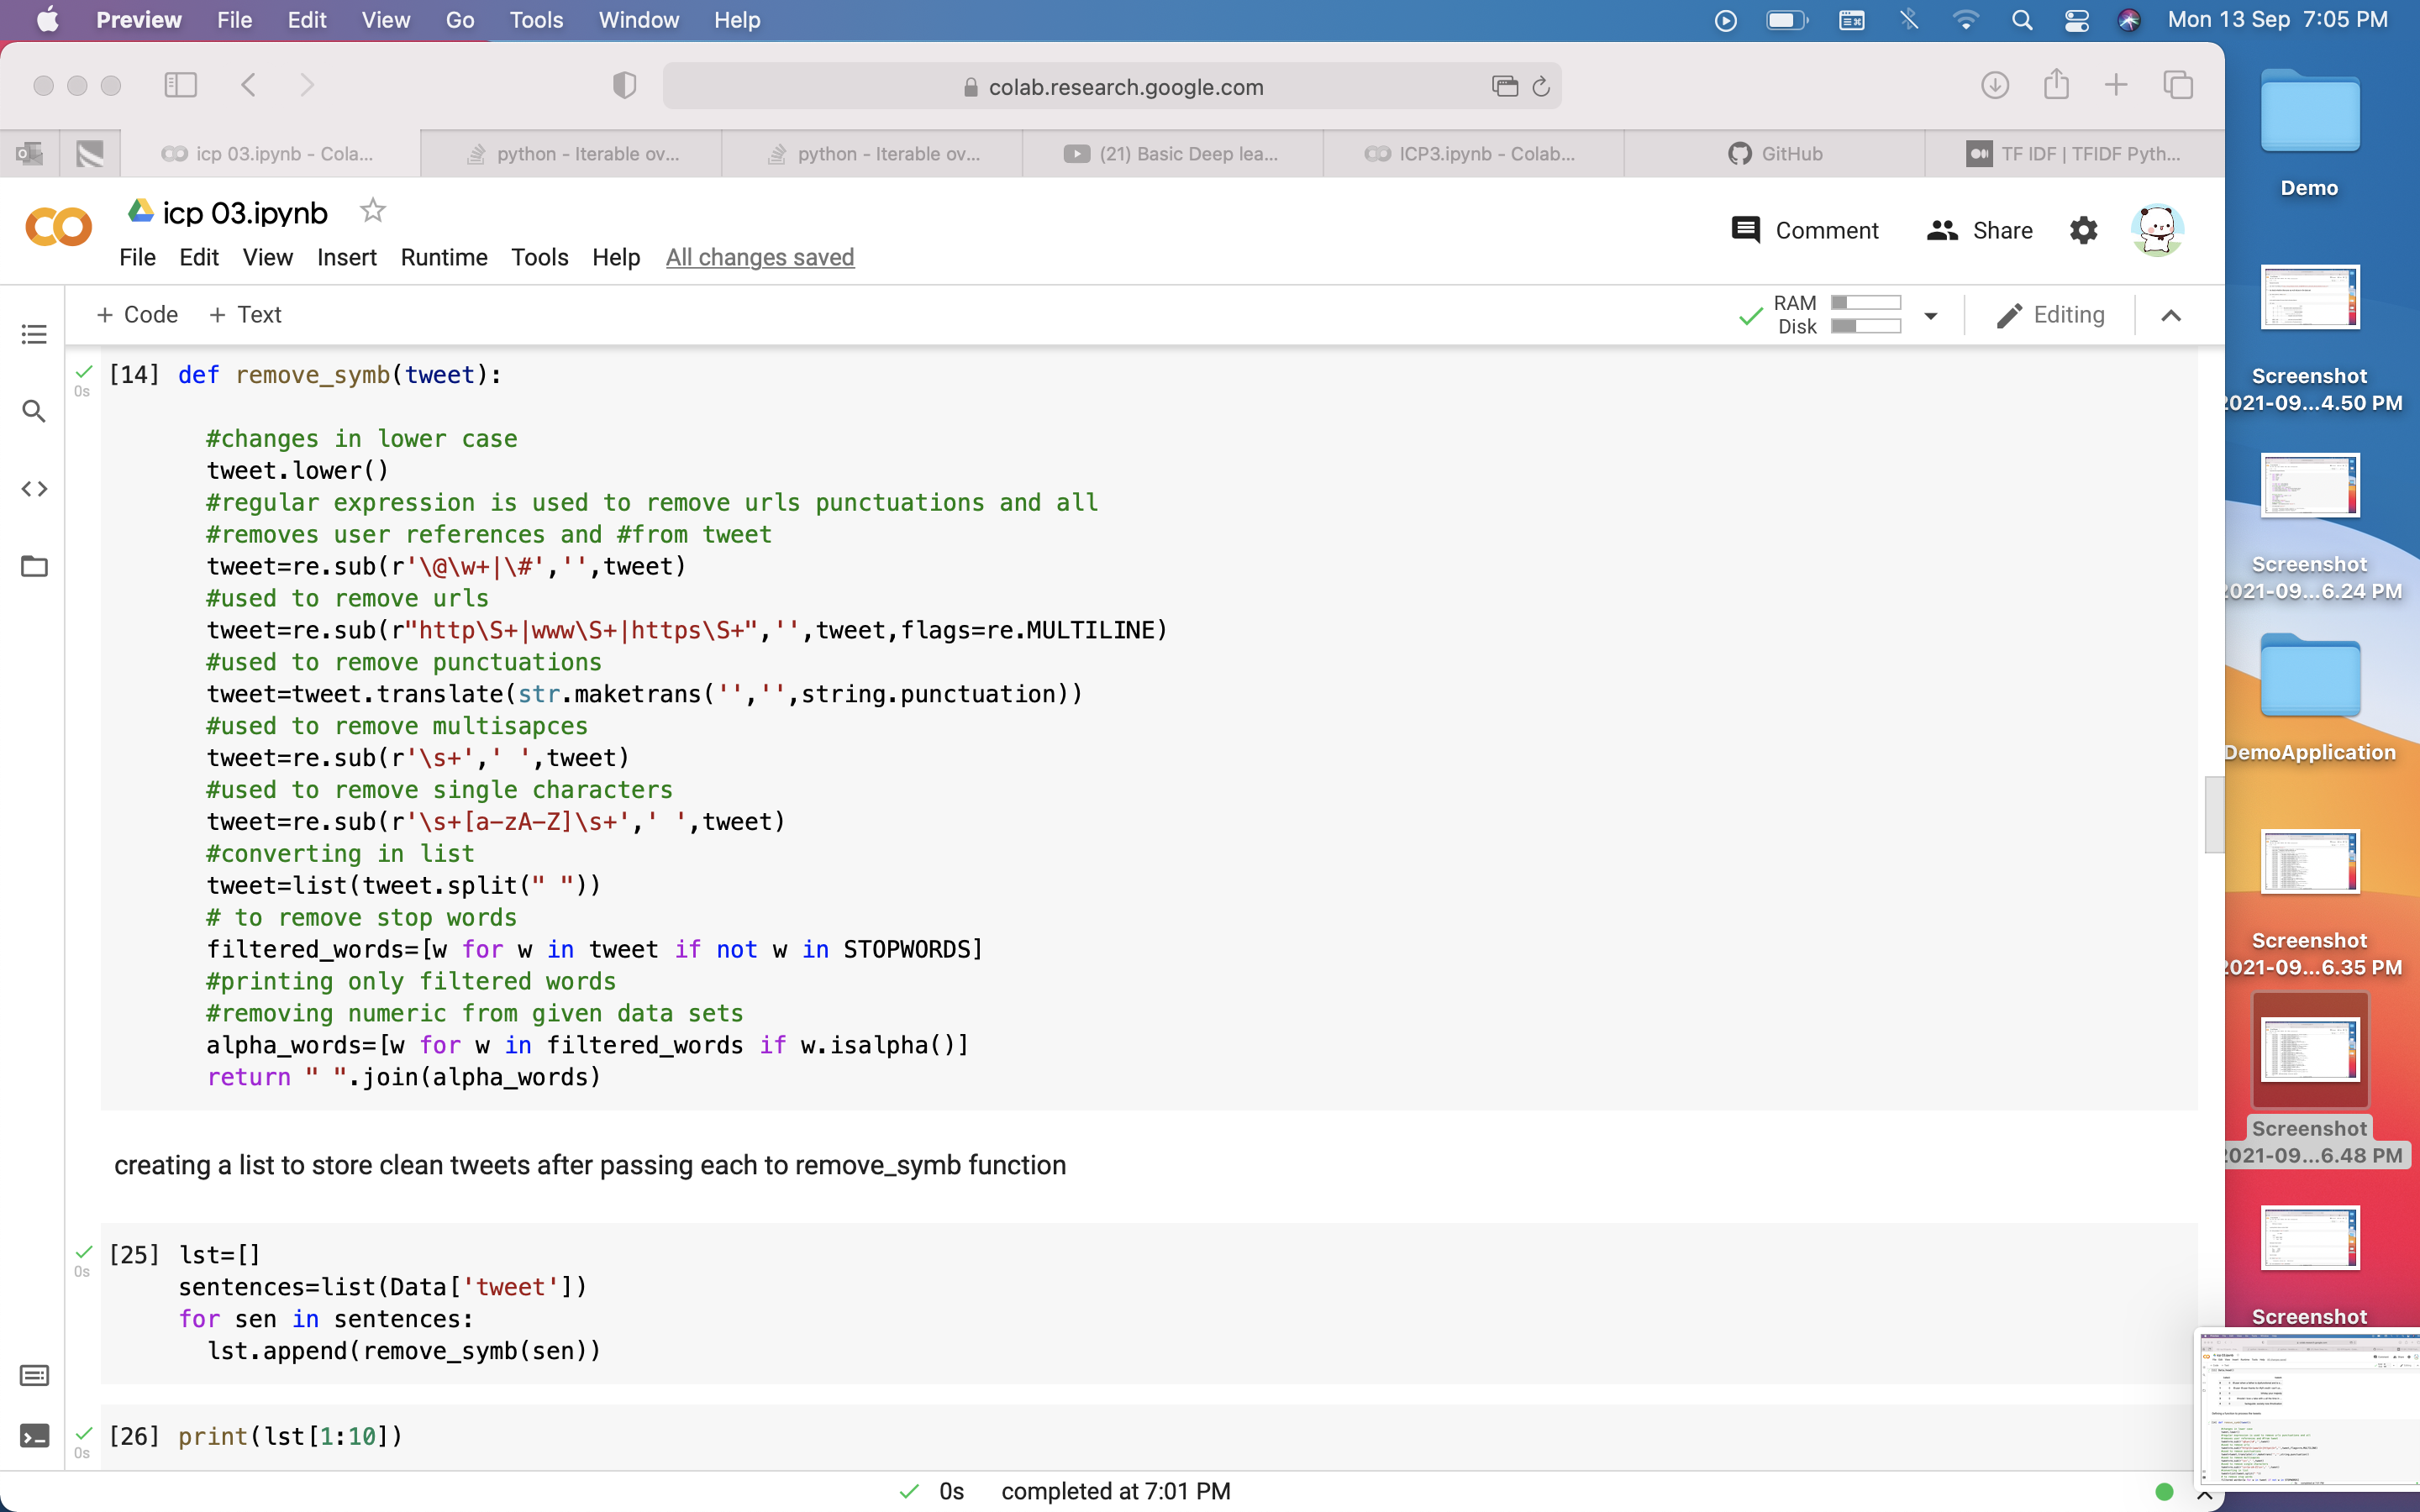 Preview File Edit View Go Tools Window Help Mon 13 Sep 7:05 PM
colab.research.google.com
icp 03.ipynb - Cola... python - Iterable ov... python - Iterable ov... (21) Basic Deep lea... ICP3.ipynb - Colab... GitHub TF IDF | TFIDF Pyth...
icp 03.ipynb
Comment Share
File Edit View Insert Runtime Tools Help All changes saved
+ Code + Text
RAM
Disk
Editing
[14] def remove_symb(tweet):
0s
#changes in lower case
tweet.lower()
#regular expression is used to remove urls punctuations and all
#removes user references and #from tweet
tweet=re.sub(r'\@\w+|\#','',tweet)
#used to remove urls
tweet=re.sub(r"http\S+|www\S+|https\S+",'',tweet,flags=re.MULTILINE)
#used to remove punctuations
tweet=tweet.translate(str.maketrans('','',string.punctuation))
#used to remove multisapces
tweet=re.sub(r'\s+',' ',tweet)
#used to remove single characters
tweet=re.sub(r'\s+[a-zA-Z]\s+',' ',tweet)
#converting in list
tweet=list(tweet.split(" "))
# to remove stop words
filtered_words=[w for w in tweet if not w in STOPWORDS]
#printing only filtered words
#removing numeric from given data sets
alpha_words=[w for w in filtered_words if w.isalpha()]
return " ".join(alpha_words)
creating a list to store clean tweets after passing each to remove_symb function
[25] lst=[]
0s
sentences=list(Data['tweet'])
for sen in sentences:
lst.append(remove_symb(sen))
[26] print(lst[1:10])
0s
0s completed at 7:01 PM
Demo
Screenshot
2021-09...4.50 PM
Screenshot
2021-09...6.24 PM
DemoApplication
Screenshot
2021-09...6.35 PM
Screenshot
2021-09...6.48 PM
Screenshot